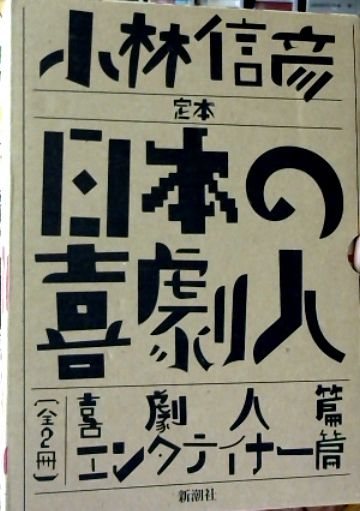 小林信彦
定本
日本の
喜劇人
喜劇人篇
エンタテイナー篇
[全2冊]
新潮社